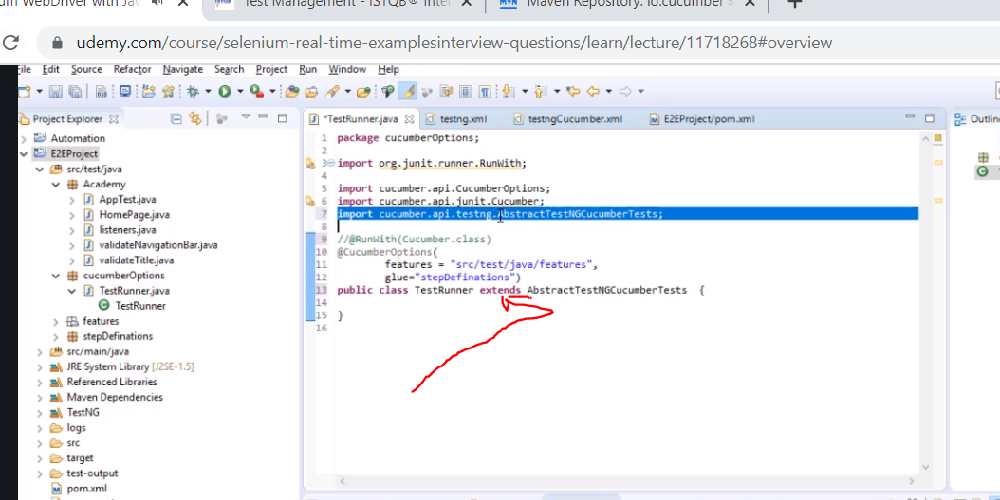 um WebDriver with Jav
Test Management - ISTQB® Inte
Maven Repository: io.cucumber »
udemy.com/course/selenium-real-time-examplesinterview-questions/learn/lecture/11718268#overview
File Edit Source Refactor Navigate Search Project Run Window Help
Project Explorer
*TestRunner.java testng.xml testngCucumber.xml E2EProject/pom.xml
Outline
Automation
E2EProject
src/test/java
Academy
AppTest.java
HomePage.java
listeners.java
validateNavigationBar.java
validateTitle.java
cucumberOptions
TestRunner.java
TestRunner
features
stepDefinations
src/main/java
JRE System Library [J2SE-1.5]
Referenced Libraries
Maven Dependencies
TestNG
logs
src
target
test-output
pom.xml
1 package cucumberOptions;
2
3 import org.junit.runner.RunWith;
4
5 import cucumber.api.CucumberOptions;
6 import cucumber.api.junit.Cucumber;
7 import cucumber.api.testng.AbstractTestNGCucumberTests;
8
9 //@RunWith(Cucumber.class)
10 @CucumberOptions(
11 features = "src/test/java/features",
12 glue="stepDefinations")
13 public class TestRunner extends AbstractTestNGCucumberTests {
14
15 }
16